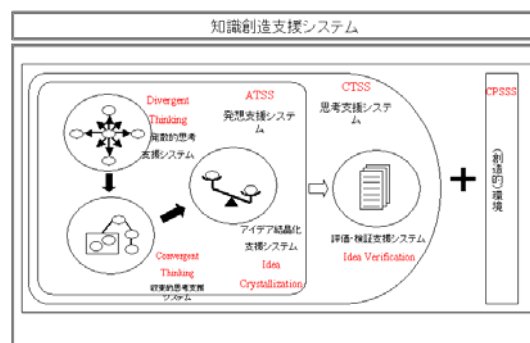 知識創造支援システム
Divergent
Thinking
発散的思考
支援システム
ATSS
発想支援システ
ム
CTSS
思考支援システ
ム
CPSSS
(創造的)環境
アイデア結晶化
支援システム
Idea
Crystallization
Convergent
Thinking
収束的思考支援
システム
評価・検証支援システム
Idea Verification
+